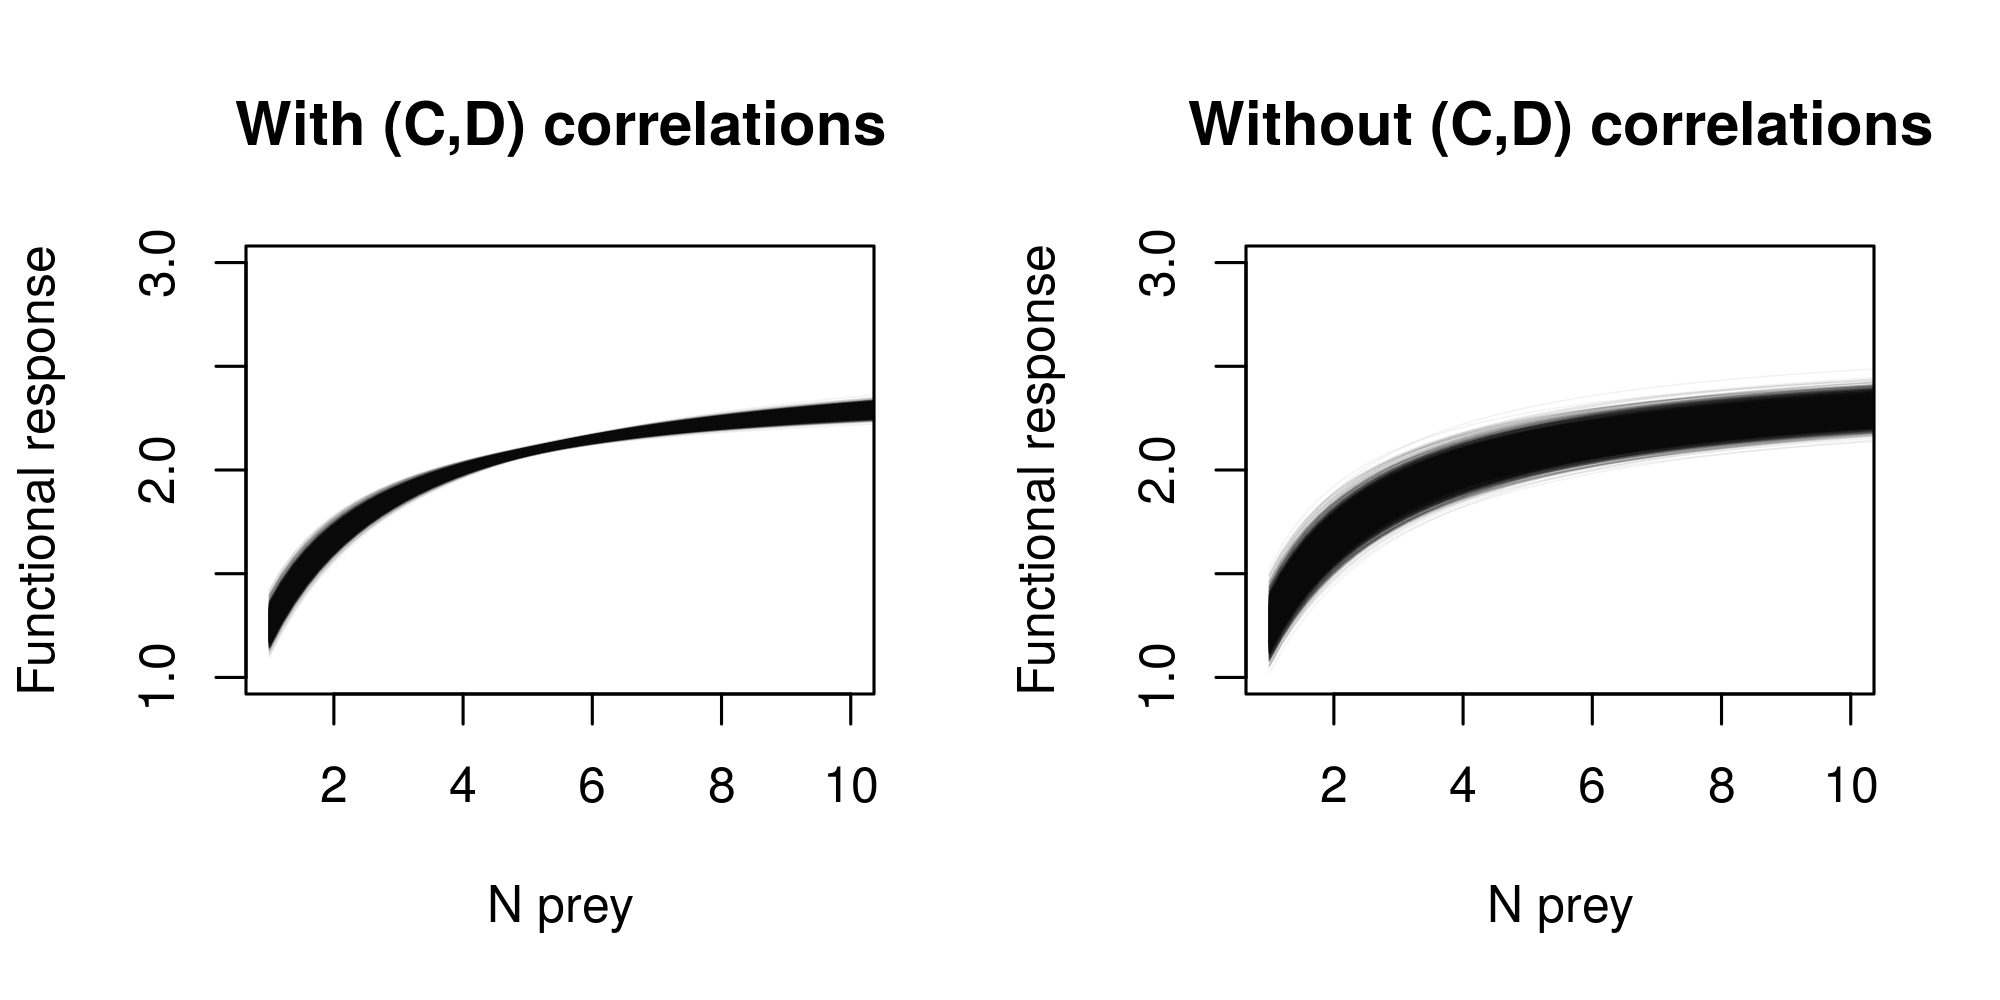 With (C,D) correlations
Functional response
3.0
2.0
1.0
2 4 6 8 10
N prey
Without (C,D) correlations
Functional response
3.0
2.0
1.0
2 4 6 8 10
N prey